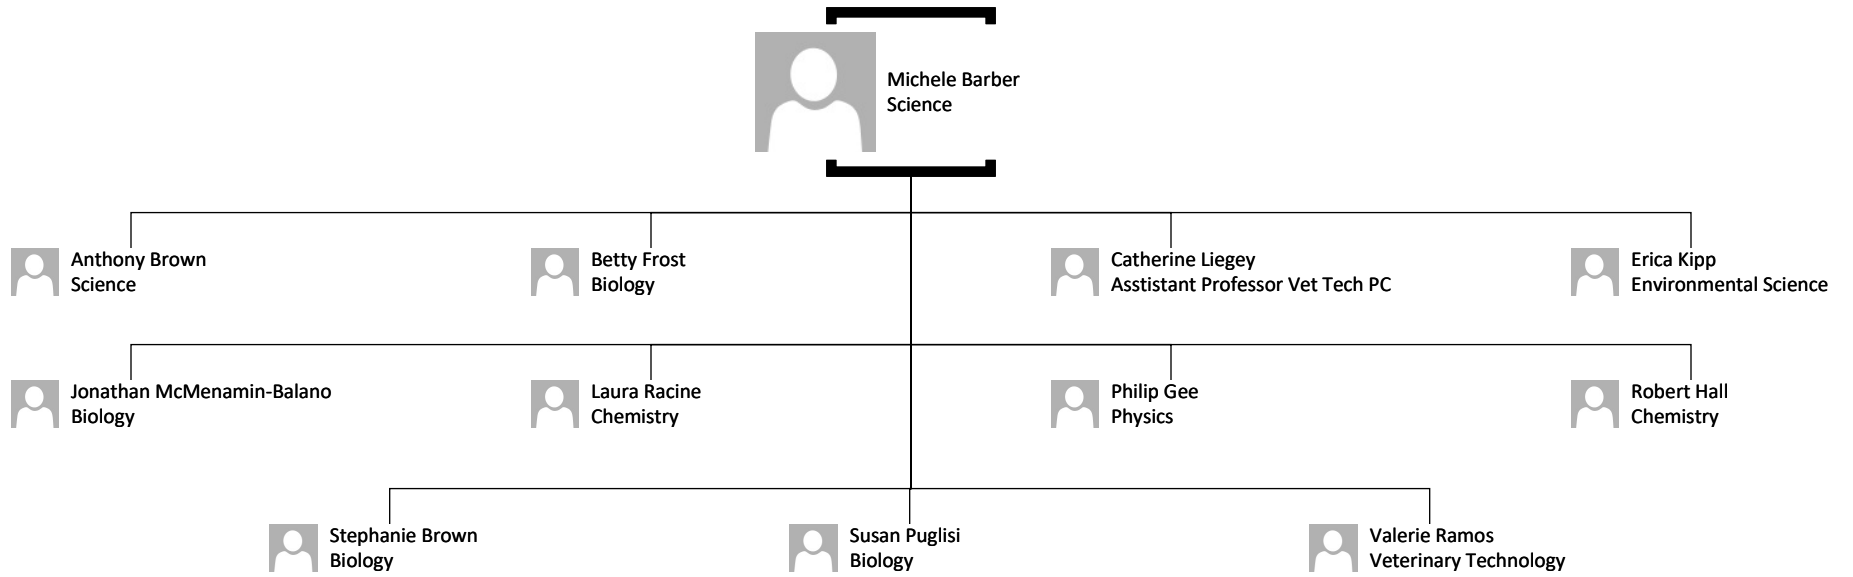 Michele Barber
Science
Anthony Brown
Science
Betty Frost
Biology
Catherine Liegey
Asstistant Professor Vet Tech PC
Erica Kipp
Environmental Science
Jonathan McMenamin-Balano
Biology
Laura Racine
Chemistry
Philip Gee
Physics
Robert Hall
Chemistry
Stephanie Brown
Biology
Susan Puglisi
Biology
Valerie Ramos
Veterinary Technology